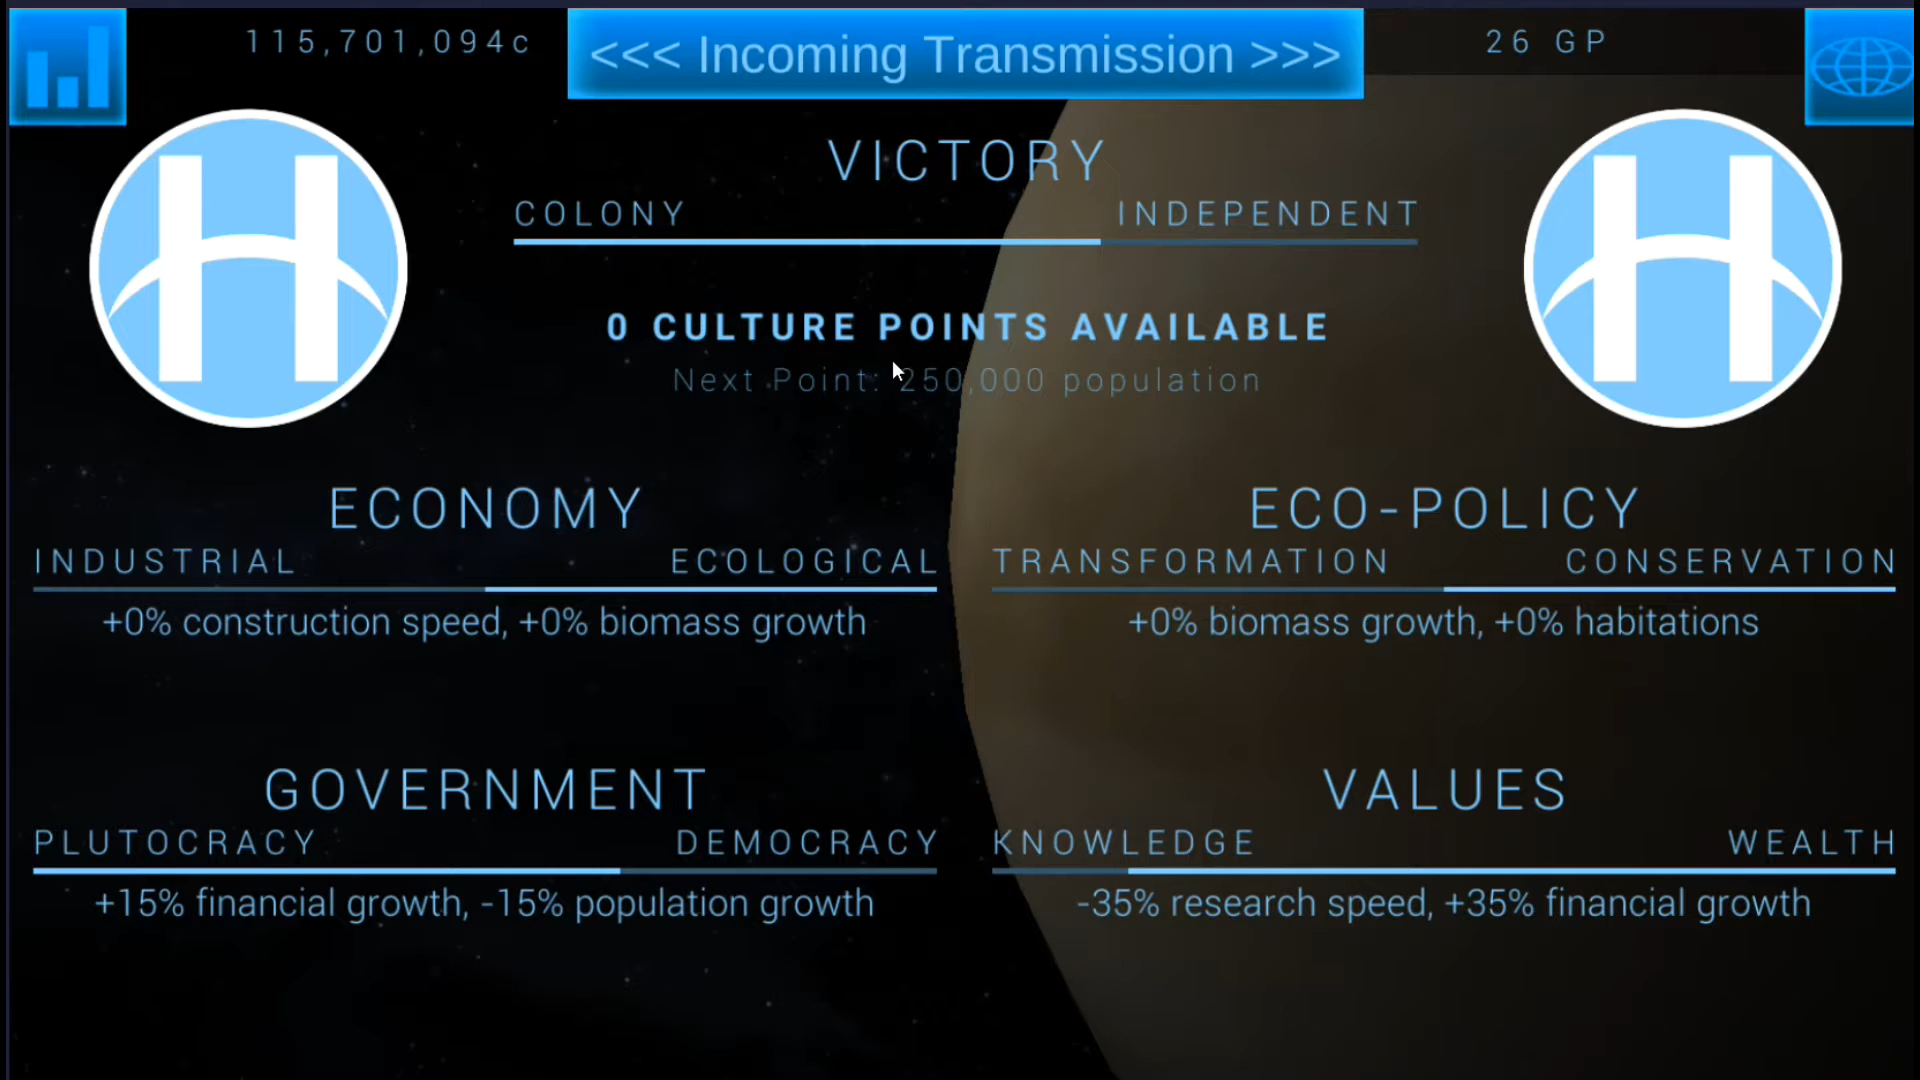 115,701,094c
<<< Incoming Transmission >>>
26 GP
H
H
VICTORY
COLONY INDEPENDENT
0 CULTURE POINTS AVAILABLE
Next Point: 250,000 population
ECONOMY
INDUSTRIAL ECOLOGICAL
+0% construction speed, +0% biomass growth
ECO-POLICY
TRANSFORMATION CONSERVATION
+0% biomass growth, +0% habitations
GOVERNMENT
PLUTOCRACY DEMOCRACY
+15% financial growth, -15% population growth
VALUES
KNOWLEDGE WEALTH
-35% research speed, +35% financial growth